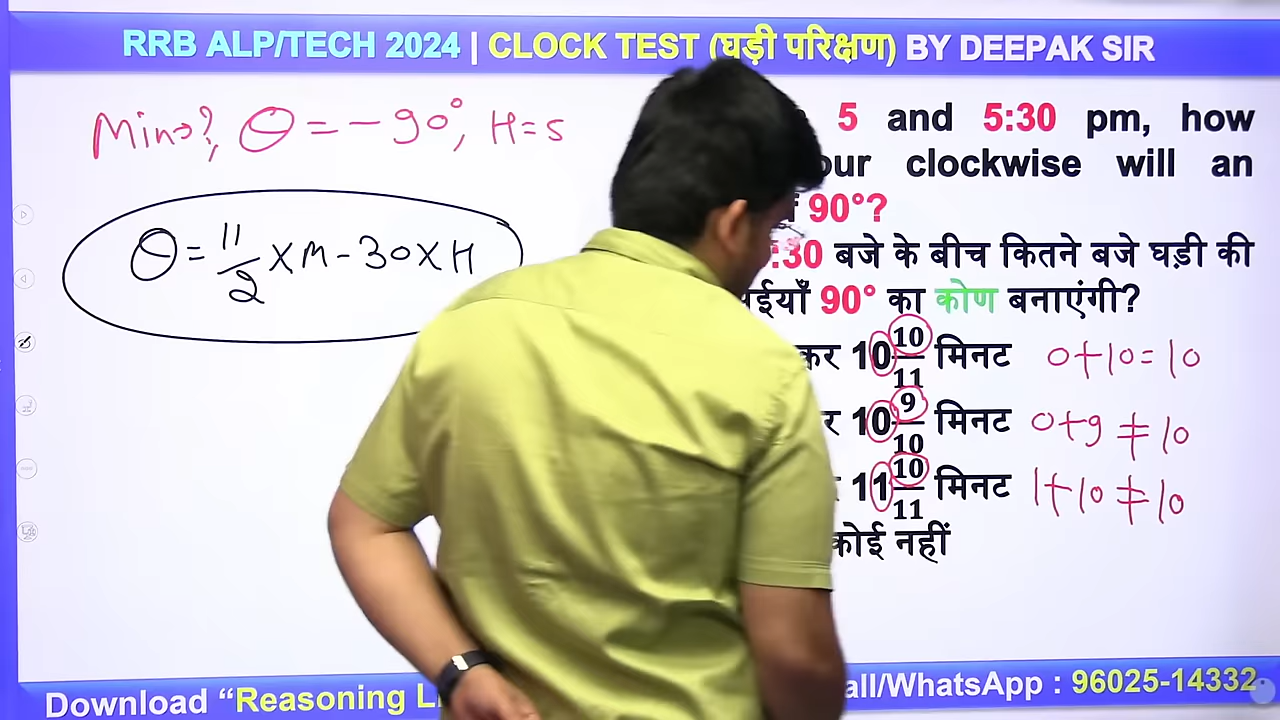 RRB ALP/TECH 2024 | CLOCK TEST (घड़ी परिक्षण) BY DEEPAK SIR
Min→?, θ = -90°, H=5
θ = 11/2 × M - 30 × H
5 and 5:30 pm, how
clockwise will an
90°?
:30 बजे के बीच कितने बजे घड़ी की
90° का कोण बनाएंगी?
कर 10 10/11 मिनट 0+10=10
10 9/10 मिनट 0+9≠10
11 10/11 मिनट 1+10≠10
कोई नहीं
Download “Reasoning
all/WhatsApp : 96025-14332